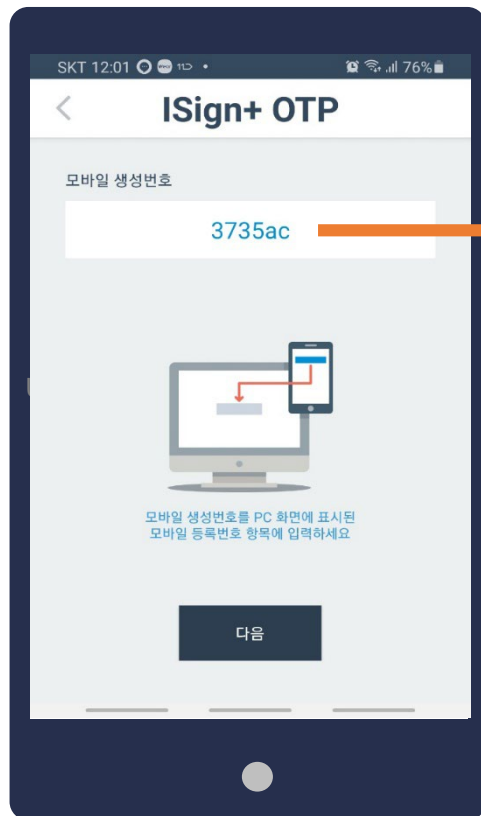 SKT 12:01
76%
ISign+ OTP
모바일 생성번호
3735ac
모바일 생성번호를 PC 화면에 표시된
모바일 등록번호 항목에 입력하세요
다음